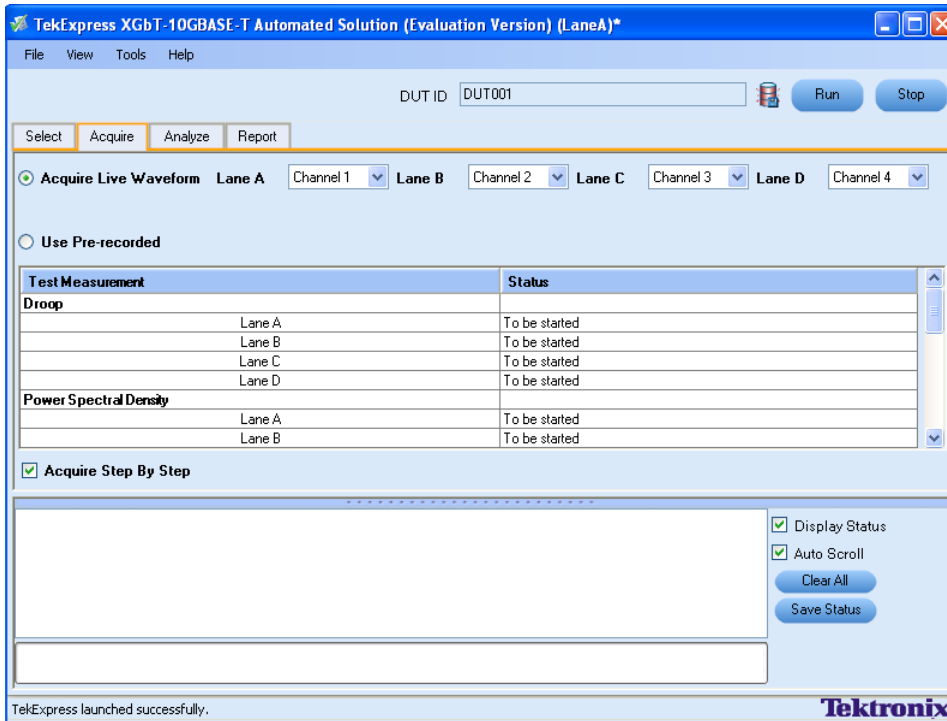 TekExpress XGbT-10GBASE-T Automated Solution (Evaluation Version) (LaneA)*
File View Tools Help
DUT ID DUT001 Run Stop
Select Acquire Analyze Report
Acquire Live Waveform Lane A Channel 1 Lane B Channel 2 Lane C Channel 3 Lane D Channel 4
Use Pre-recorded
Test Measurement Status
Droop
Lane A To be started
Lane B To be started
Lane C To be started
Lane D To be started
Power Spectral Density
Lane A To be started
Lane B To be started
Acquire Step By Step
Display Status
Auto Scroll
Clear All
Save Status
TekExpress launched successfully. Tektronix